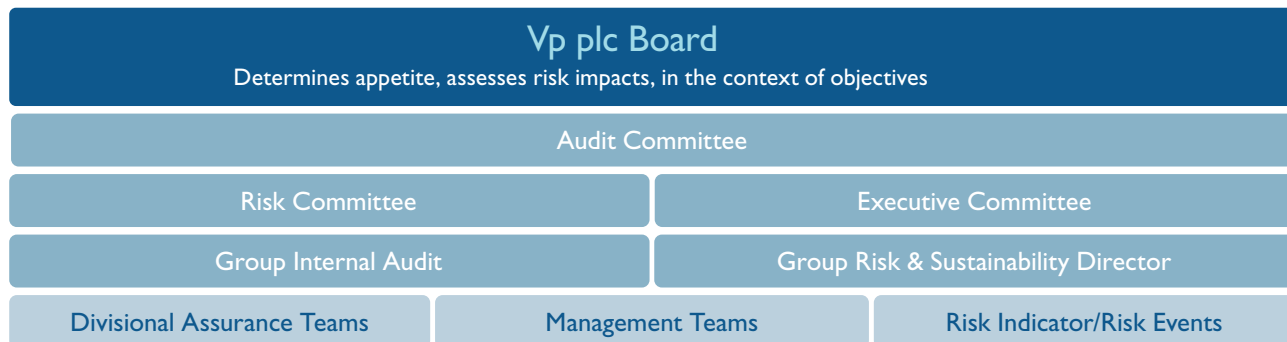 Vp plc Board
Determines appetite, assesses risk impacts, in the context of objectives
Audit Committee
Risk Committee
Executive Committee
Group Internal Audit
Group Risk & Sustainability Director
Divisional Assurance Teams
Management Teams
Risk Indicator/Risk Events